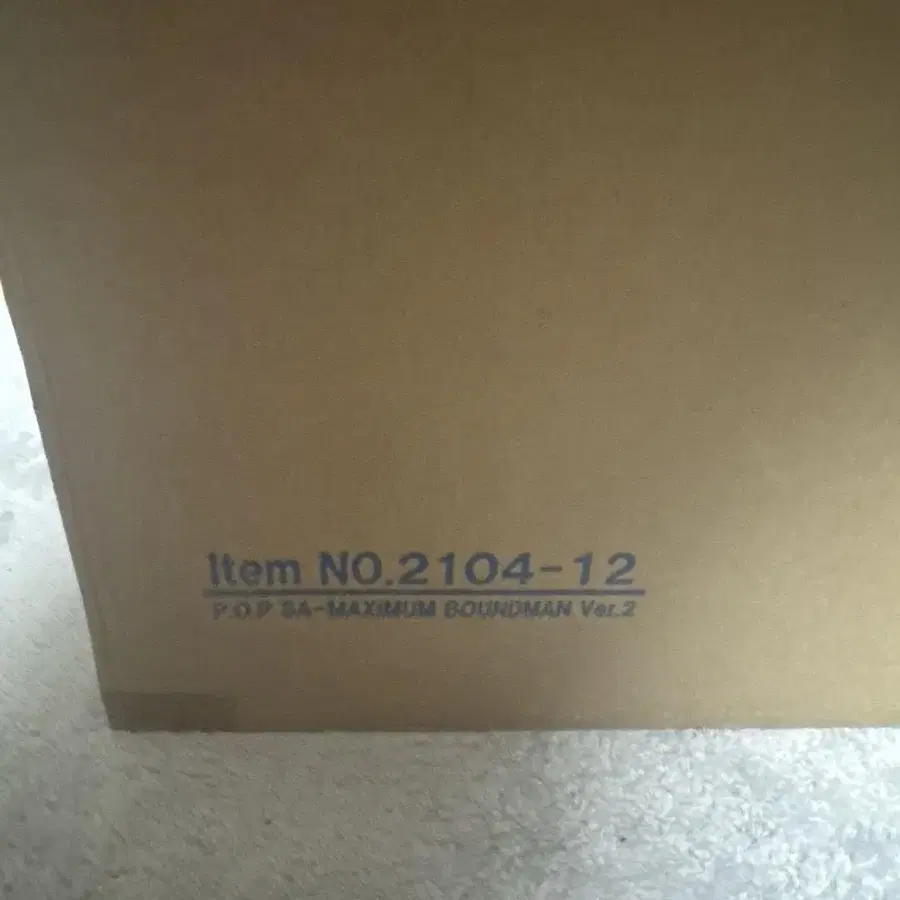 Item NO.2104-12
P.O.P SA-MAXIMUM BOUNDMAN Ver.2